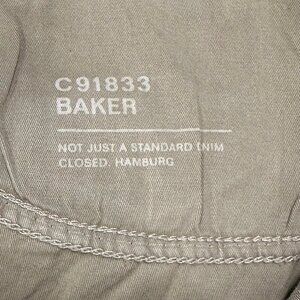 C91833
BAKER
NOT JUST A STANDARD
CLOSED. HAMBURG